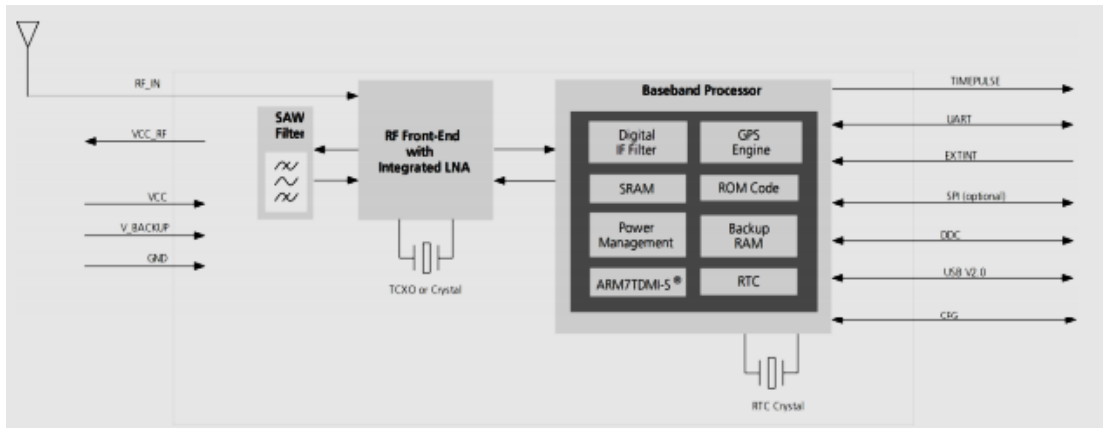 RF_IN
VCC_RF
VCC
V_BACKUP
GND
SAW
Filter
RF Front-End
with
Integrated LNA
TCXO or Crystal
Baseband Processor
Digital
IF Filter
GPS
Engine
SRAM
ROM Code
Power
Management
Backup
RAM
ARM7TDMI-S®
RTC
RTC Crystal
TIMEPULSE
UART
EXTINT
SPI (optional)
DDC
USB V2.0
CFG